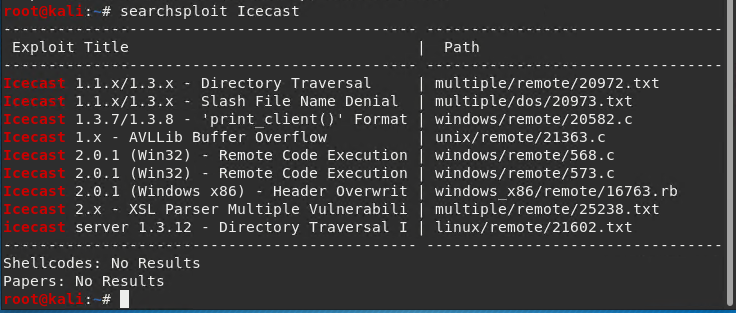 root@kali:~# searchsploit Icecast
---------------------------------------------- ---------------------------------
 Exploit Title | Path
---------------------------------------------- ---------------------------------
Icecast 1.1.x/1.3.x - Directory Traversal | multiple/remote/20972.txt
Icecast 1.1.x/1.3.x - Slash File Name Denial | multiple/dos/20973.txt
Icecast 1.3.7/1.3.8 - 'print_client()' Format | windows/remote/20582.c
Icecast 1.x - AVLLib Buffer Overflow | unix/remote/21363.c
Icecast 2.0.1 (Win32) - Remote Code Execution | windows/remote/568.c
Icecast 2.0.1 (Win32) - Remote Code Execution | windows/remote/573.c
Icecast 2.0.1 (Windows x86) - Header Overwrit | windows_x86/remote/16763.rb
Icecast 2.x - XSL Parser Multiple Vulnerabili | multiple/remote/25238.txt
icecast server 1.3.12 - Directory Traversal I | linux/remote/21602.txt
---------------------------------------------- ---------------------------------
Shellcodes: No Results
Papers: No Results
root@kali:~#